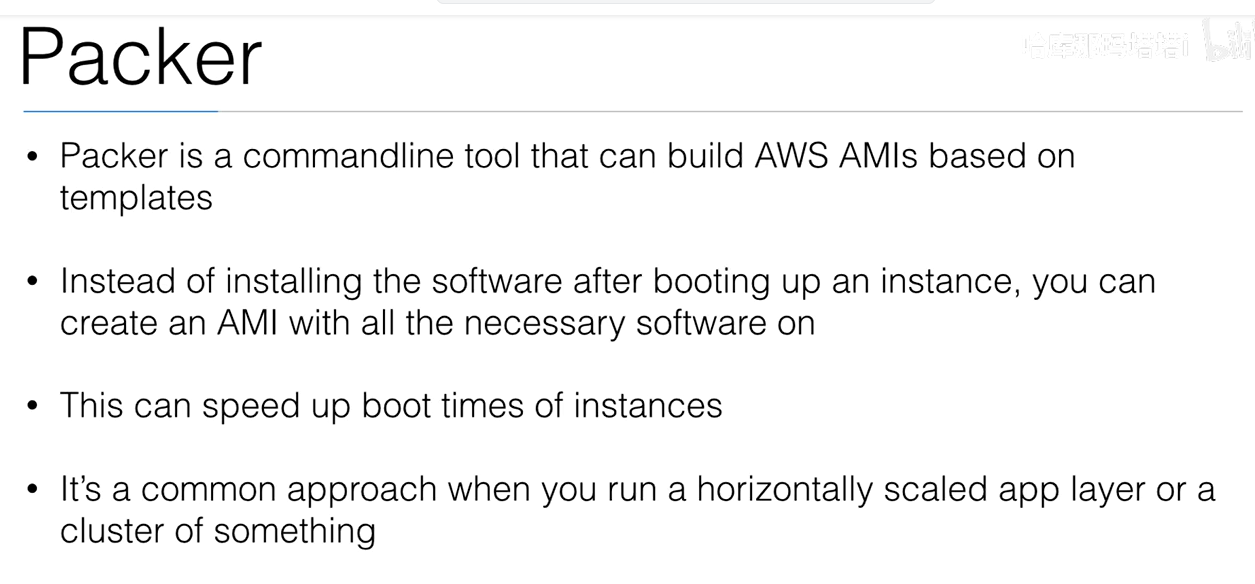 Packer
• Packer is a commandline tool that can build AWS AMIs based on
templates
• Instead of installing the software after booting up an instance, you can
create an AMI with all the necessary software on
• This can speed up boot times of instances
• It’s a common approach when you run a horizontally scaled app layer or a
cluster of something